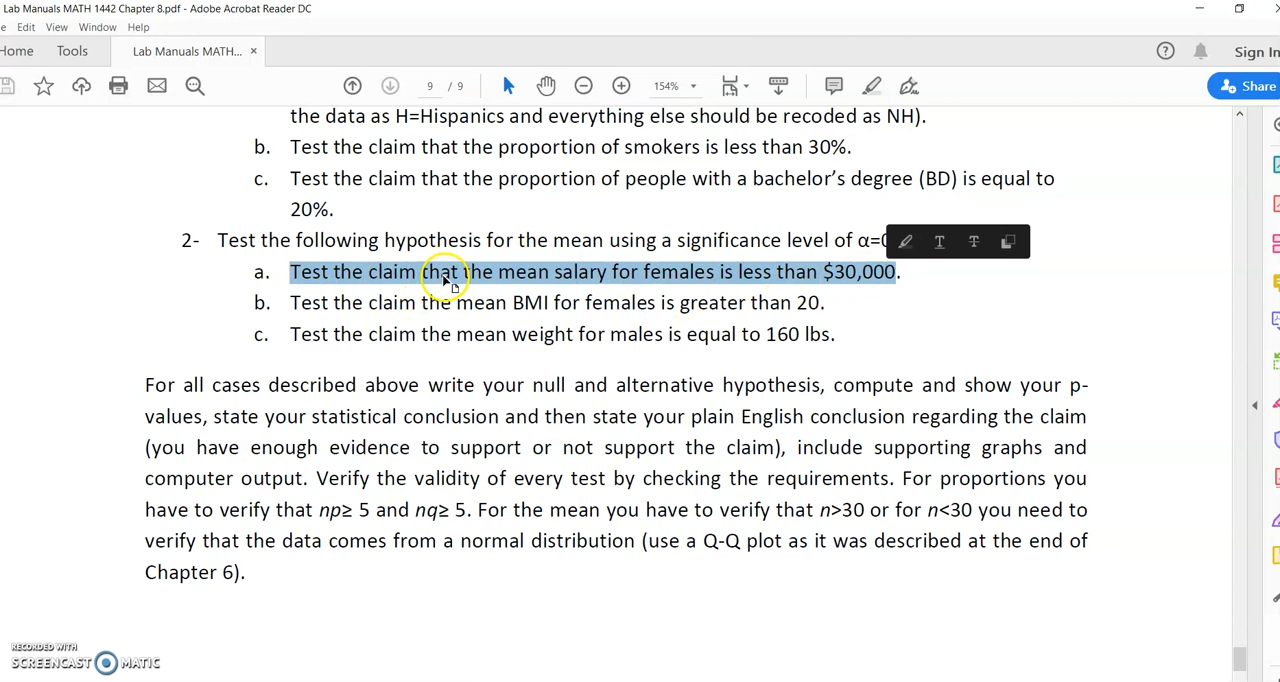 Lab Manuals MATH 1442 Chapter 8.pdf - Adobe Acrobat Reader DC
e Edit View Window Help
Home Tools Lab Manuals MATH... × Sign In
9 / 9 154% Share
the data as H=Hispanics and everything else should be recoded as NH).
b. Test the claim that the proportion of smokers is less than 30%.
c. Test the claim that the proportion of people with a bachelor’s degree (BD) is equal to
20%.
2- Test the following hypothesis for the mean using a significance level of α=0
a. Test the claim that the mean salary for females is less than $30,000.
b. Test the claim the mean BMI for females is greater than 20.
c. Test the claim the mean weight for males is equal to 160 lbs.
For all cases described above write your null and alternative hypothesis, compute and show your p-
values, state your statistical conclusion and then state your plain English conclusion regarding the claim
(you have enough evidence to support or not support the claim), include supporting graphs and
computer output. Verify the validity of every test by checking the requirements. For proportions you
have to verify that np≥ 5 and nq≥ 5. For the mean you have to verify that n>30 or for n<30 you need to
verify that the data comes from a normal distribution (use a Q-Q plot as it was described at the end of
Chapter 6).
RECORDED WITH
SCREENCAST MATIC